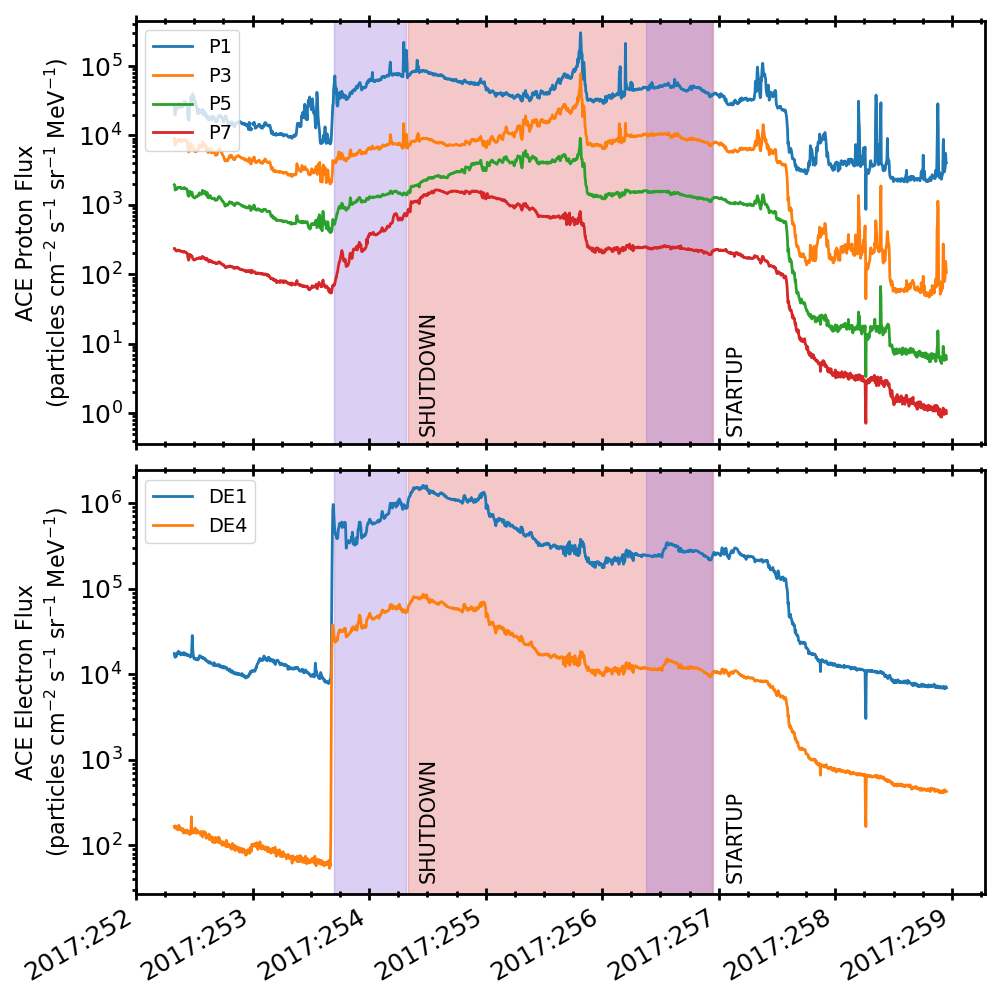 ACE Proton Flux
(particles cm⁻² s⁻¹ sr⁻¹ MeV⁻¹)
10⁵
10⁴
10³
10²
10¹
10⁰
P1
P3
P5
P7
SHUTDOWN
STARTUP
ACE Electron Flux
(particles cm⁻² s⁻¹ sr⁻¹ MeV⁻¹)
10⁶
10⁵
10⁴
10³
10²
DE1
DE4
SHUTDOWN
STARTUP
2017:252
2017:253
2017:254
2017:255
2017:256
2017:257
2017:258
2017:259